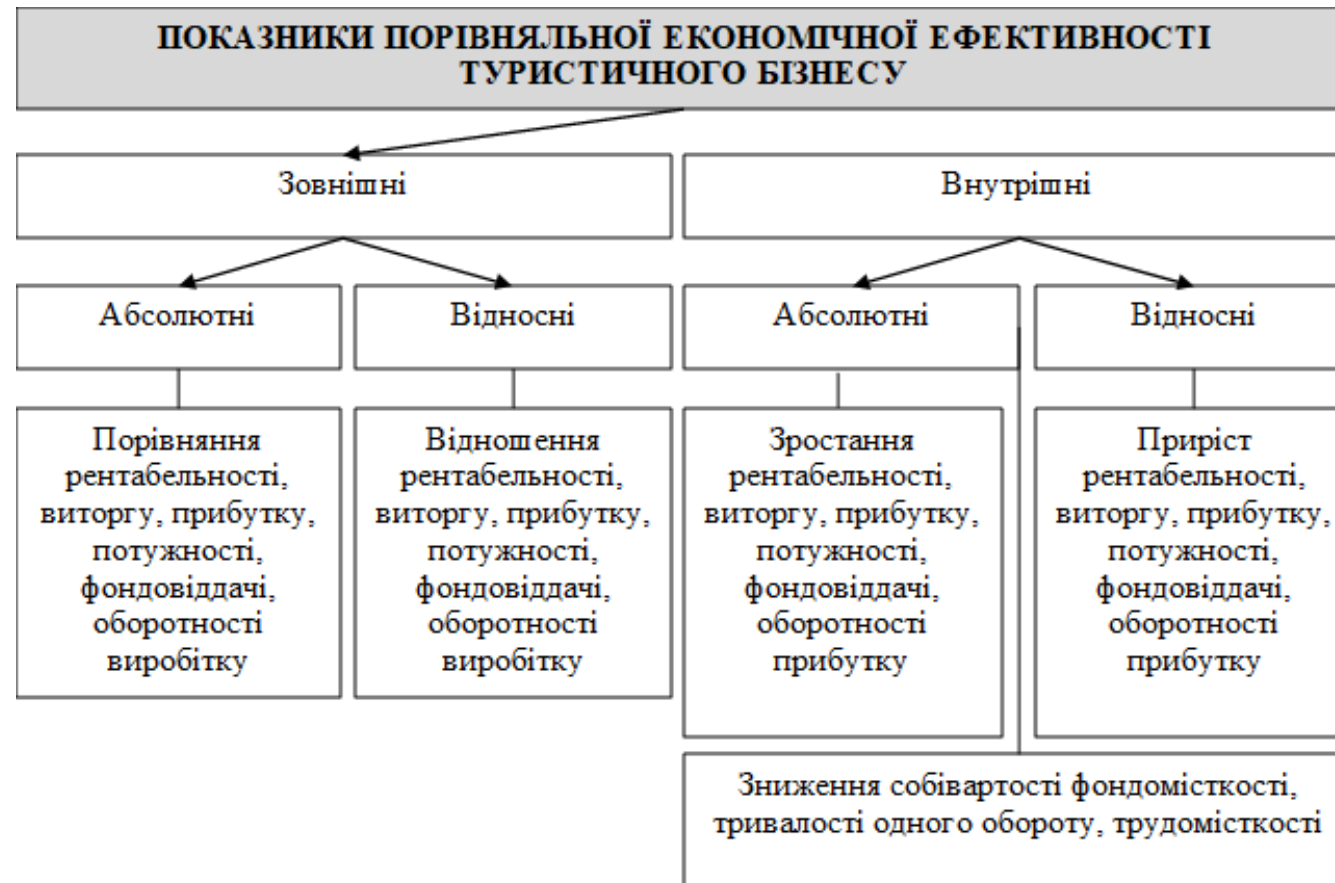 ПОКАЗНИКИ ПОРІВНЯЛЬНОЇ ЕКОНОМІЧНОЇ ЕФЕКТИВНОСТІ
ТУРИСТИЧНОГО БІЗНЕСУ
Зовнішні
Внутрішні
Абсолютні
Відносні
Абсолютні
Відносні
Порівняння
рентабельності,
виторгу, прибутку,
потужності,
фондовіддачі,
оборотності
виробітку
Відношення
рентабельності,
виторгу, прибутку,
потужності,
фондовіддачі,
оборотності
виробітку
Зростання
рентабельності,
виторгу, прибутку,
потужності,
фондовіддачі,
оборотності
прибутку
Приріст
рентабельності,
виторгу, прибутку,
потужності,
фондовіддачі,
оборотності
прибутку
Зниження собівартості фондомісткості,
тривалості одного обороту, трудомісткості